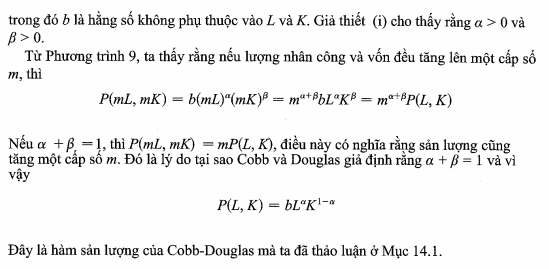 trong đó b là hằng số không phụ thuộc vào L và K. Giả thiết (i) cho thấy rằng α > 0 và
β > 0.
Từ Phương trình 9, ta thấy rằng nếu lượng nhân công và vốn đều tăng lên một cấp số
m, thì
P(mL, mK) = b(mL)^α(mK)^β = m^{α+β}bL^αK^β = m^{α+β}P(L, K)
Nếu α + β = 1, thì P(mL, mK) = mP(L, K), điều này có nghĩa rằng sản lượng cũng
tăng một cấp số m. Đó là lý do tại sao Cobb và Douglas giả định rằng α + β = 1 và vì
vậy
P(L, K) = bL^αK^{1−α}
Đây là hàm sản lượng của Cobb-Douglas mà ta đã thảo luận ở Mục 14.1.